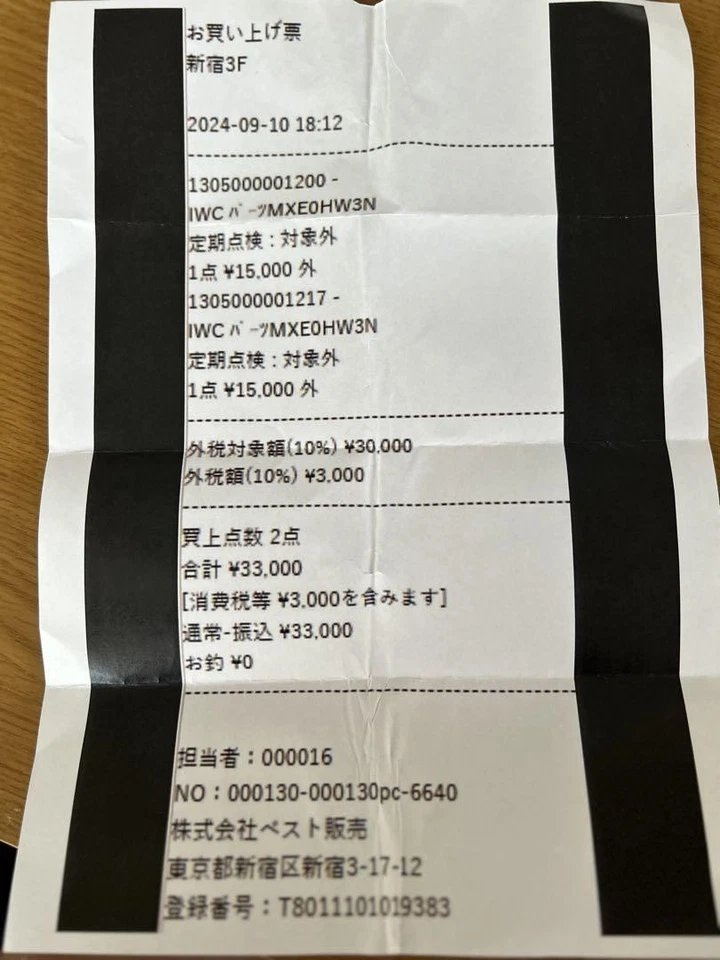 お買い上げ票
新宿3F
2024-09-10 18:12
1305000001200 -
IWC ﾊﾟｰﾂMXE0HW3N
定期点検 : 対象外
1点 ¥15,000 外
1305000001217 -
IWC ﾊﾟｰﾂMXE0HW3N
定期点検 : 対象外
1点 ¥15,000 外
外税対象額(10%) ¥30,000
外税額(10%) ¥3,000
買上点数 2点
合計 ¥33,000
[消費税等 ¥3,000を含みます]
通常-振込 ¥33,000
お釣 ¥0
担当者：000016
NO：000130-000130pc-6640
株式会社ベスト販売
東京都新宿区新宿3-17-12
登録番号：T8011101019383